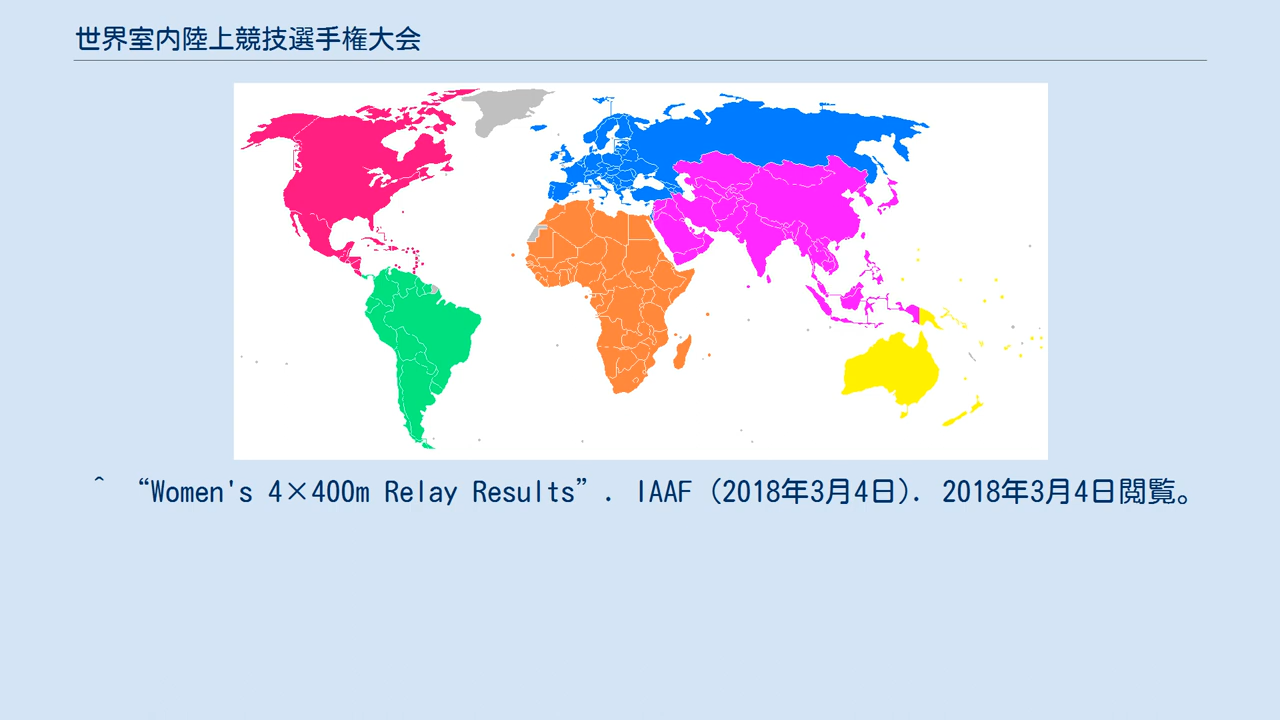 世界室内陸上競技選手権大会
^ “Women's 4×400m Relay Results”. IAAF (2018年3月4日). 2018年3月4日閲覧。